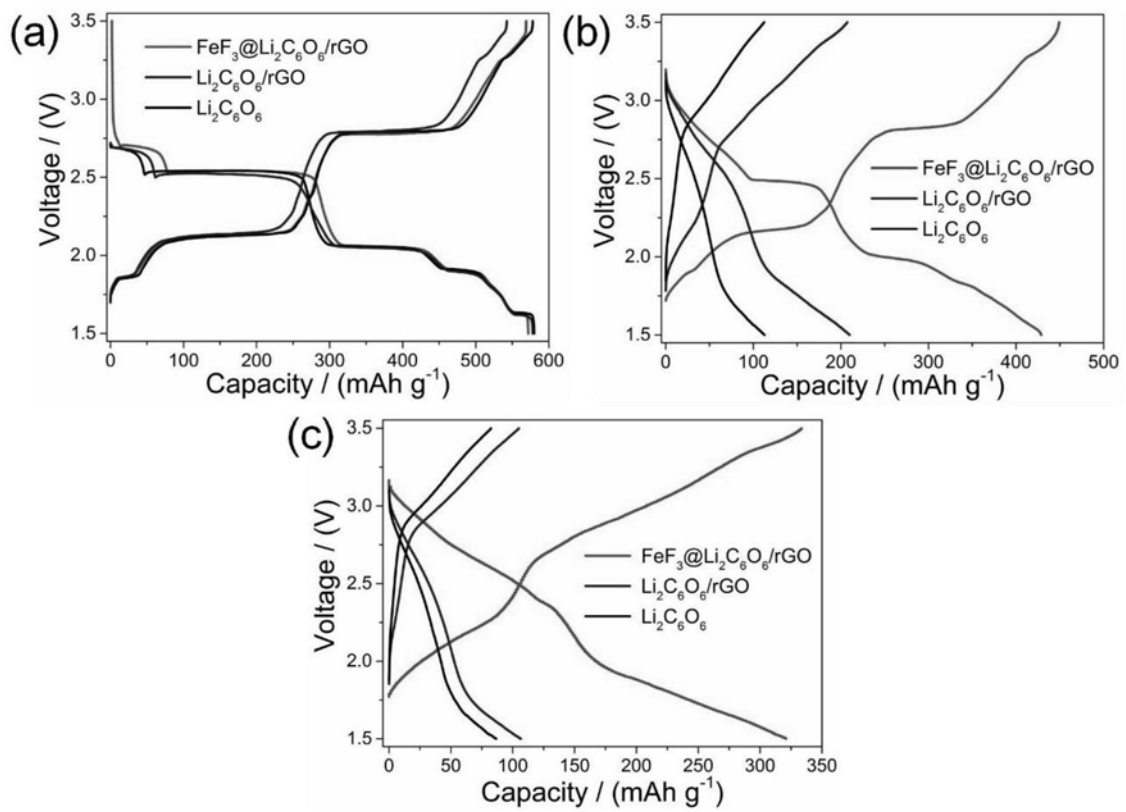 (a)
3.5
3.0
2.5
2.0
1.5
Voltage / (V)
FeF₃@Li₂C₆O₆/rGO
Li₂C₆O₆/rGO
Li₂C₆O₆
0 100 200 300 400 500 600
Capacity / (mAh g⁻¹)
(b)
3.5
3.0
2.5
2.0
1.5
Voltage / (V)
FeF₃@Li₂C₆O₆/rGO
Li₂C₆O₆/rGO
Li₂C₆O₆
0 100 200 300 400 500
Capacity / (mAh g⁻¹)
(c)
3.5
3.0
2.5
2.0
1.5
Voltage / (V)
FeF₃@Li₂C₆O₆/rGO
Li₂C₆O₆/rGO
Li₂C₆O₆
0 50 100 150 200 250 300 350
Capacity / (mAh g⁻¹)